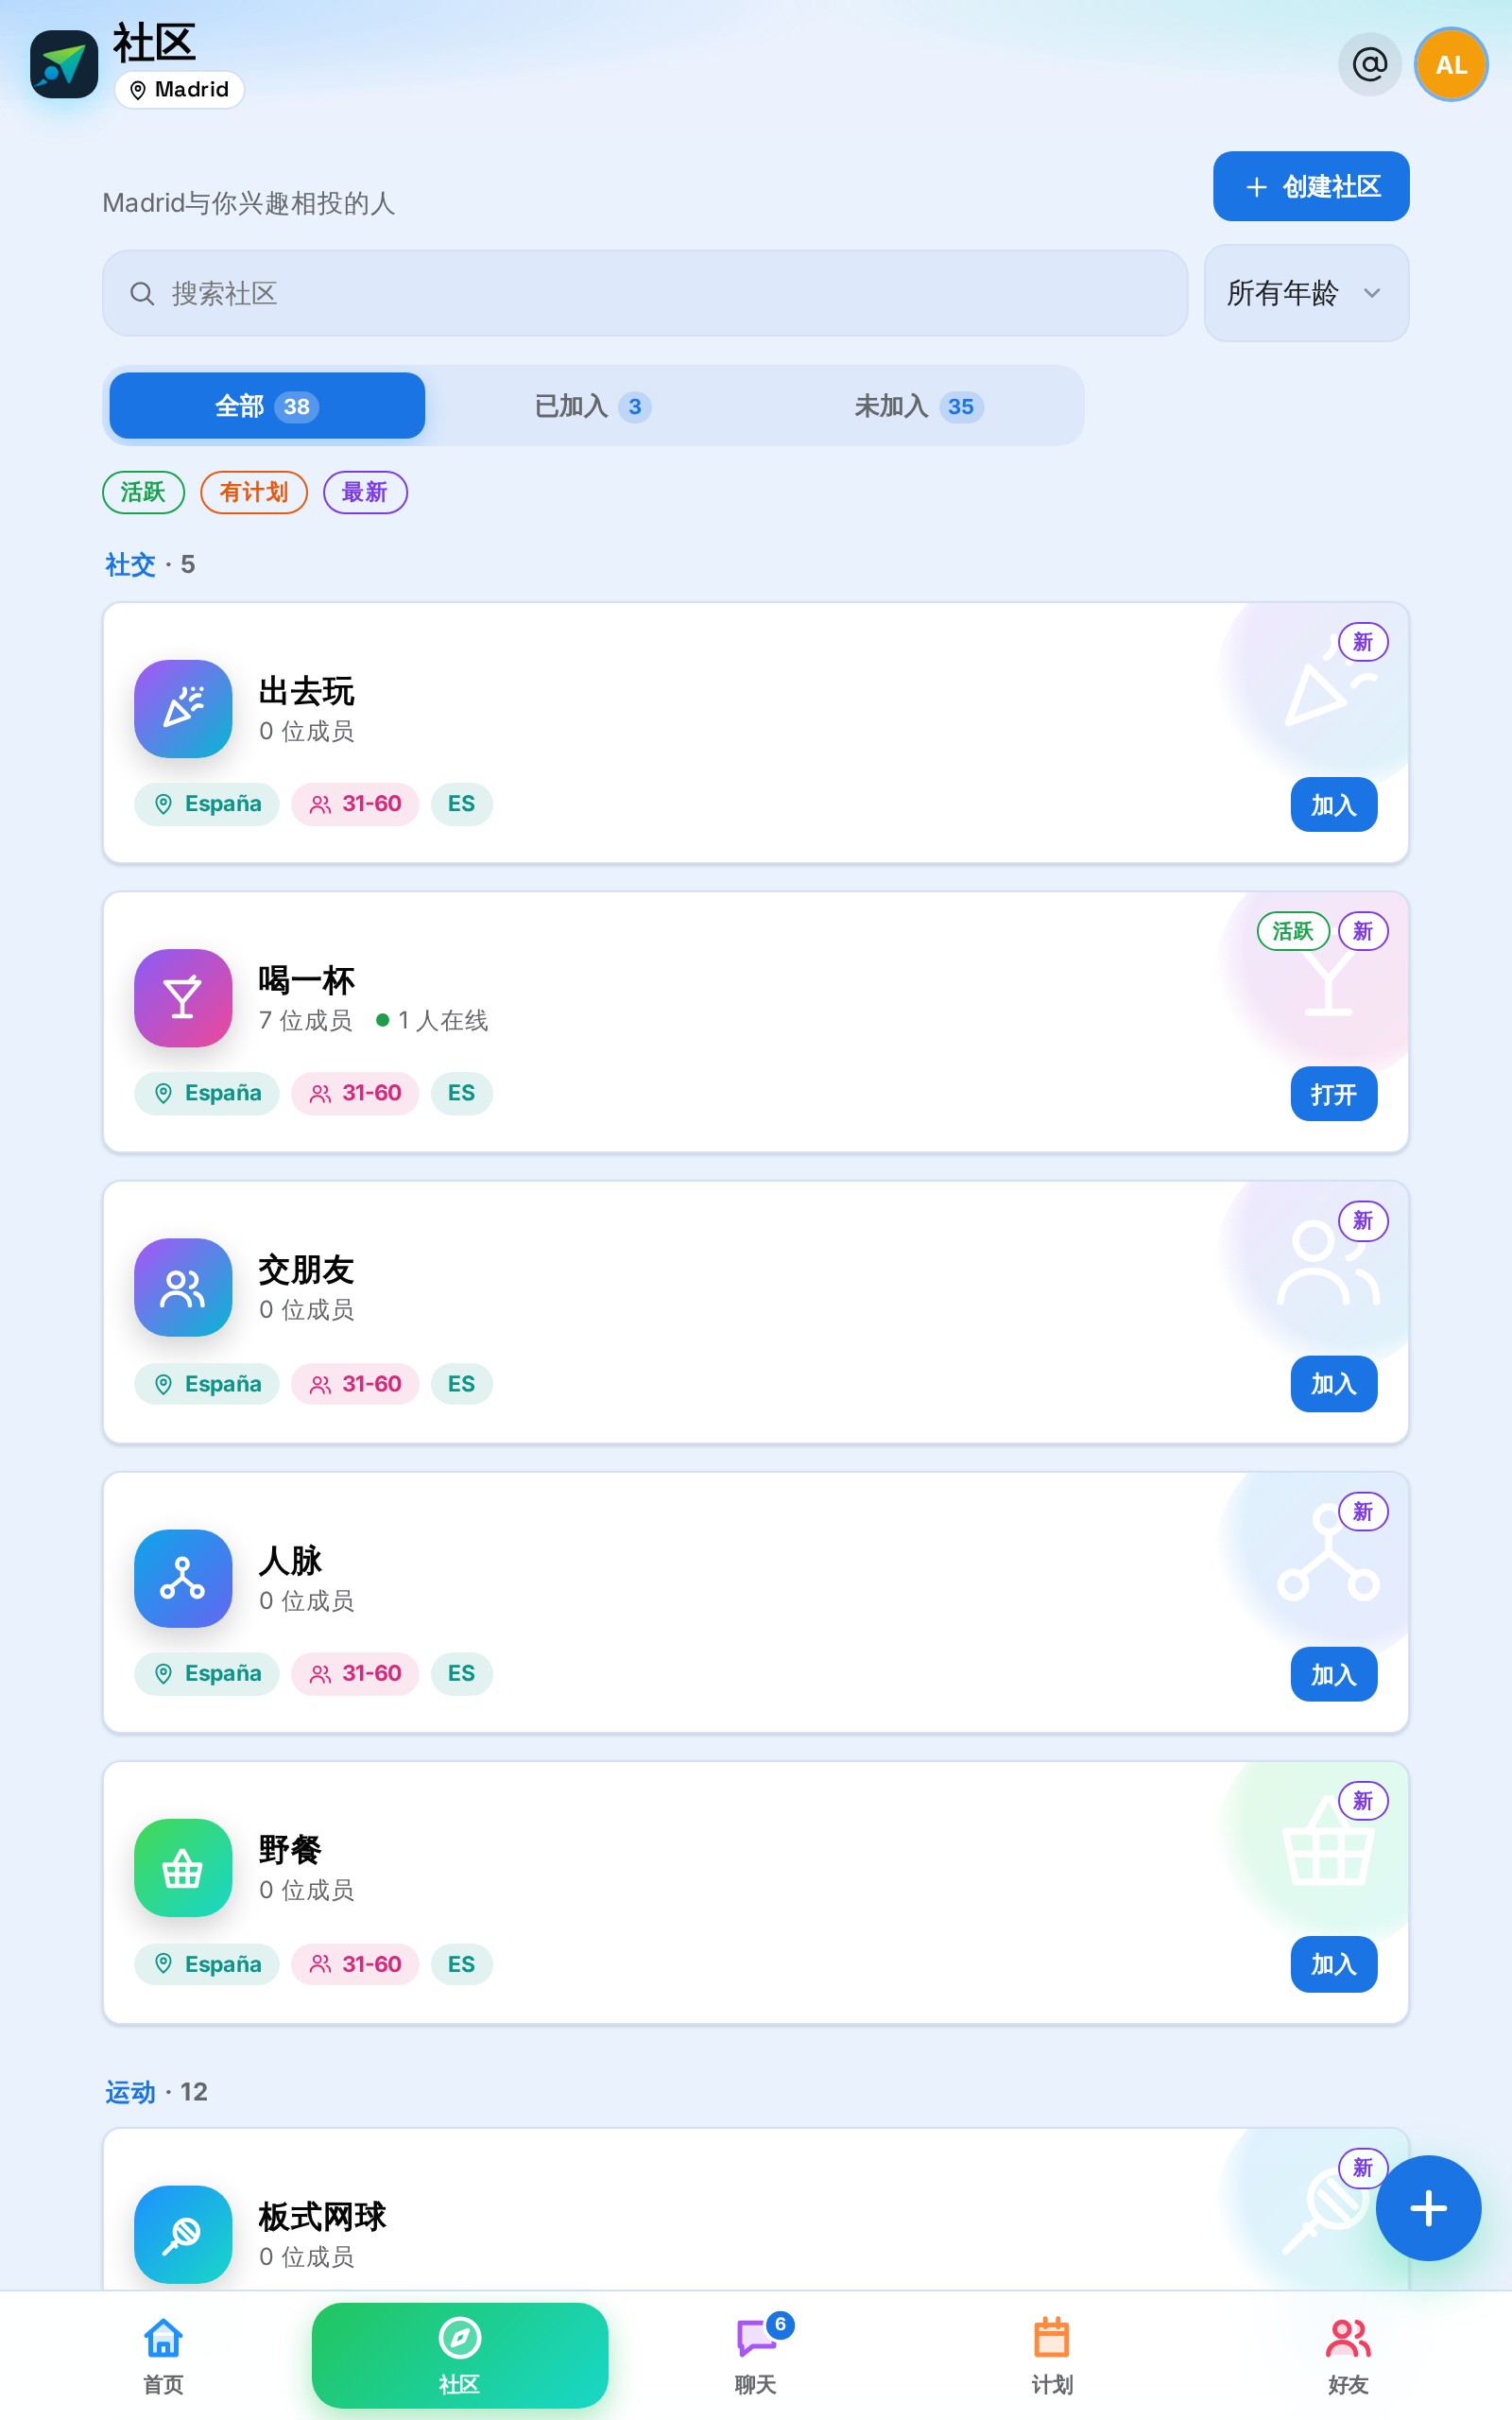 社区
Madrid
@
AL
Madrid与你兴趣相投的人
创建社区
搜索社区
所有年龄
全部 38
已加入 3
未加入 35
活跃
有计划
最新
社交 · 5
新
出去玩
0 位成员
España
31-60
ES
加入
活跃
新
喝一杯
7 位成员
1 人在线
España
31-60
ES
打开
新
交朋友
0 位成员
España
31-60
ES
加入
新
人脉
0 位成员
España
31-60
ES
加入
新
野餐
0 位成员
España
31-60
ES
加入
运动 · 12
新
板式网球
0 位成员
首页
社区
6
聊天
计划
好友